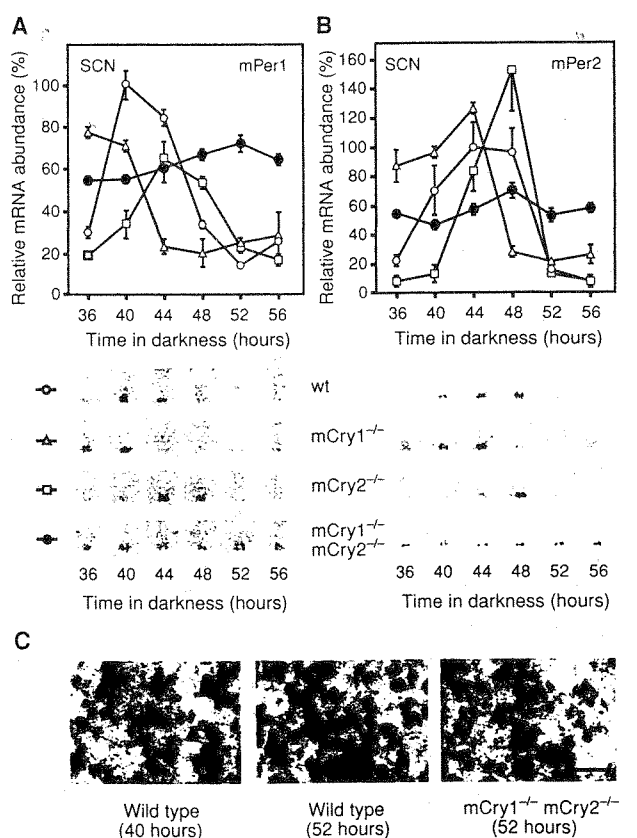 A
B
SCN mPer1
SCN mPer2
Relative mRNA abundance (%)
100
80
60
40
20
0
36 40 44 48 52 56
Time in darkness (hours)
Relative mRNA abundance (%)
160
140
120
100
80
60
40
20
0
36 40 44 48 52 56
Time in darkness (hours)
wt
mCry1⁻/⁻
mCry2⁻/⁻
mCry1⁻/⁻
mCry2⁻/⁻
36 40 44 48 52 56
Time in darkness (hours)
36 40 44 48 52 56
Time in darkness (hours)
C
Wild type
(40 hours)
Wild type
(52 hours)
mCry1⁻/⁻ mCry2⁻/⁻
(52 hours)